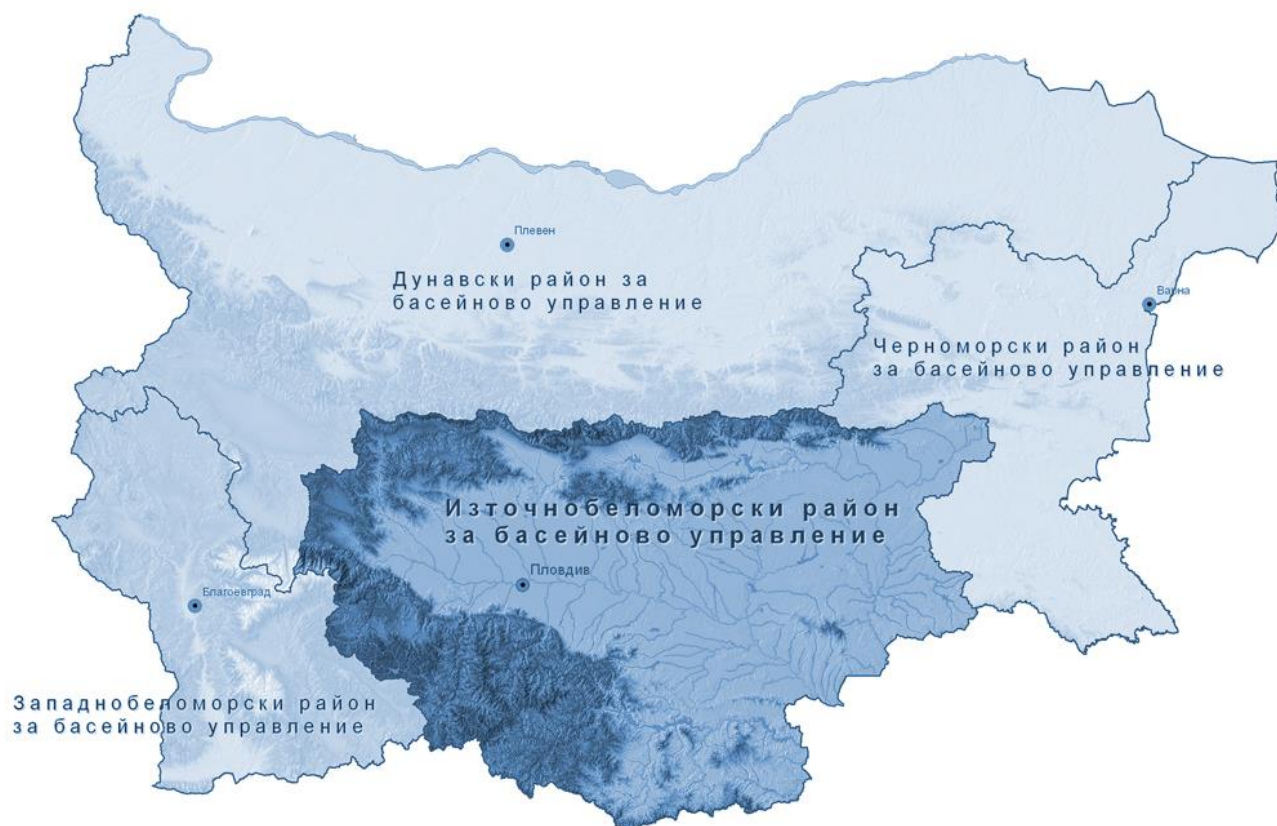 Плевен
Дунавски район за
басейново управление
Варна
Черноморски район
за басейново управление
Източнобеломорски район
за басейново управление
Пловдив
Благоевград
Западнобеломорски район
за басейново управление